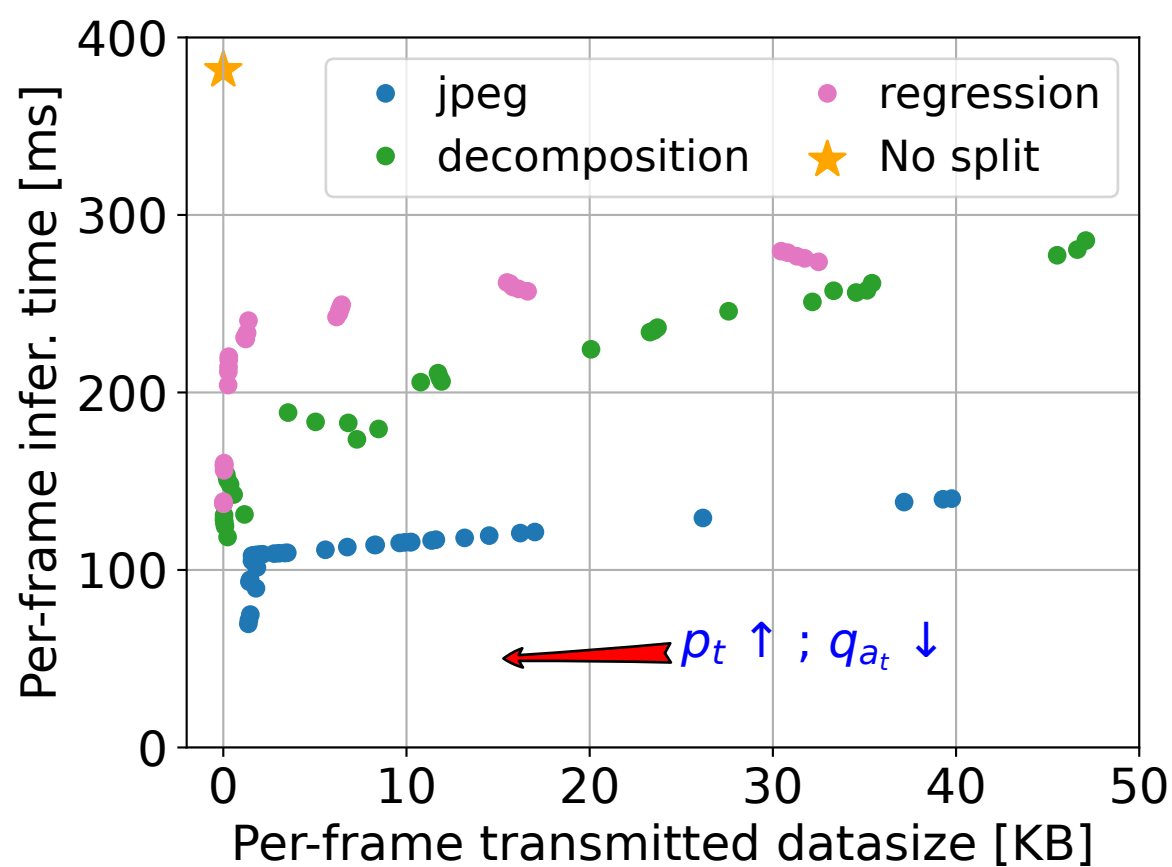 400
300
200
100
0
Per-frame infer. time [ms]
jpeg
decomposition
regression
No split
p_t ↑ ; q_{a_t} ↓
0 10 20 30 40 50
Per-frame transmitted datasize [KB]